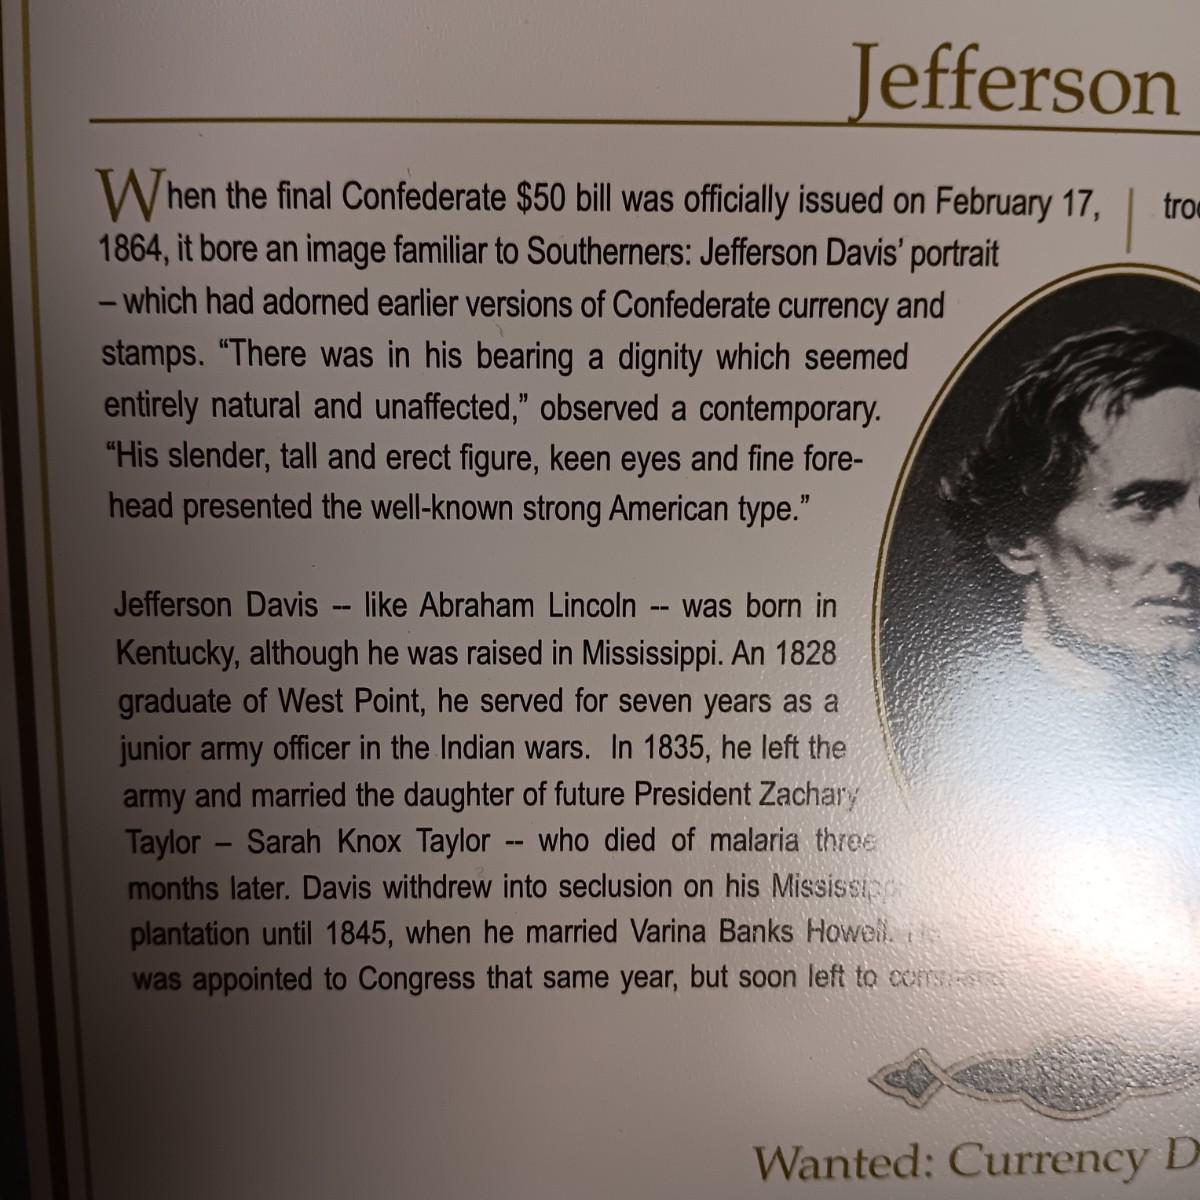 Jefferson
When the final Confederate $50 bill was officially issued on February 17,
1864, it bore an image familiar to Southerners: Jefferson Davis’ portrait
– which had adorned earlier versions of Confederate currency and
stamps. “There was in his bearing a dignity which seemed
entirely natural and unaffected,” observed a contemporary.
“His slender, tall and erect figure, keen eyes and fine fore-
head presented the well-known strong American type.”
Jefferson Davis -- like Abraham Lincoln -- was born in
Kentucky, although he was raised in Mississippi. An 1828
graduate of West Point, he served for seven years as a
junior army officer in the Indian wars. In 1835, he left the
army and married the daughter of future President Zachary
Taylor – Sarah Knox Taylor -- who died of malaria three
months later. Davis withdrew into seclusion on his Mississippi
plantation until 1845, when he married Varina Banks Howell. He
was appointed to Congress that same year, but soon left to command
Wanted: Currency